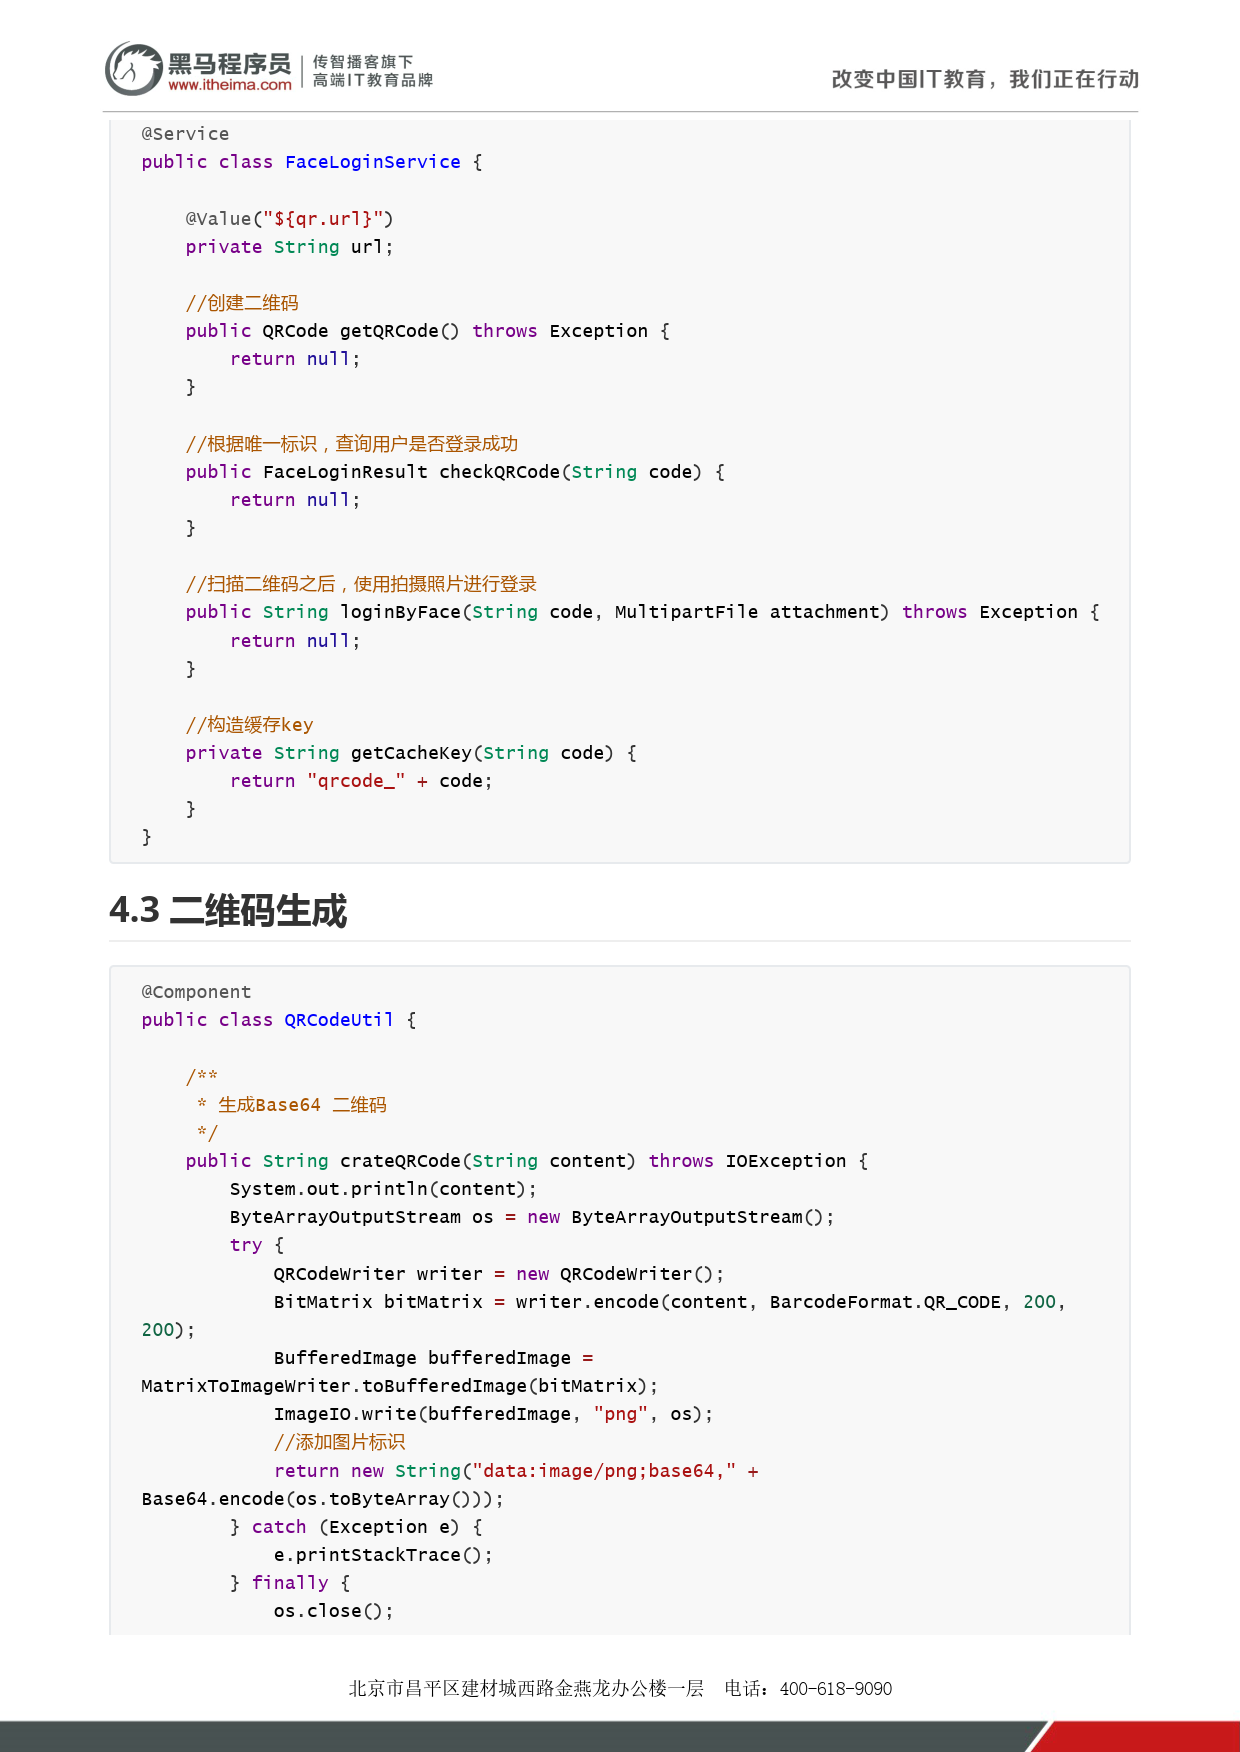 黑马程序员
www.itheima.com
传智播客旗下
高端IT教育品牌
改变中国IT教育，我们正在行动
@Service
public class FaceLoginService {

    @Value("${qr.url}")
    private String url;

    //创建二维码
    public QRCode getQRCode() throws Exception {
        return null;
    }

    //根据唯一标识，查询用户是否登录成功
    public FaceLoginResult checkQRCode(String code) {
        return null;
    }

    //扫描二维码之后，使用拍摄照片进行登录
    public String loginByFace(String code, MultipartFile attachment) throws Exception {
        return null;
    }

    //构造缓存key
    private String getCacheKey(String code) {
        return "qrcode_" + code;
    }
}
4.3 二维码生成
@Component
public class QRCodeUtil {

    /**
     * 生成Base64 二维码
     */
    public String crateQRCode(String content) throws IOException {
        System.out.println(content);
        ByteArrayOutputStream os = new ByteArrayOutputStream();
        try {
            QRCodeWriter writer = new QRCodeWriter();
            BitMatrix bitMatrix = writer.encode(content, BarcodeFormat.QR_CODE, 200,
200);
            BufferedImage bufferedImage =
MatrixToImageWriter.toBufferedImage(bitMatrix);
            ImageIO.write(bufferedImage, "png", os);
            //添加图片标识
            return new String("data:image/png;base64," +
Base64.encode(os.toByteArray()));
        } catch (Exception e) {
            e.printStackTrace();
        } finally {
            os.close();
北京市昌平区建材城西路金燕龙办公楼一层 电话：400-618-9090